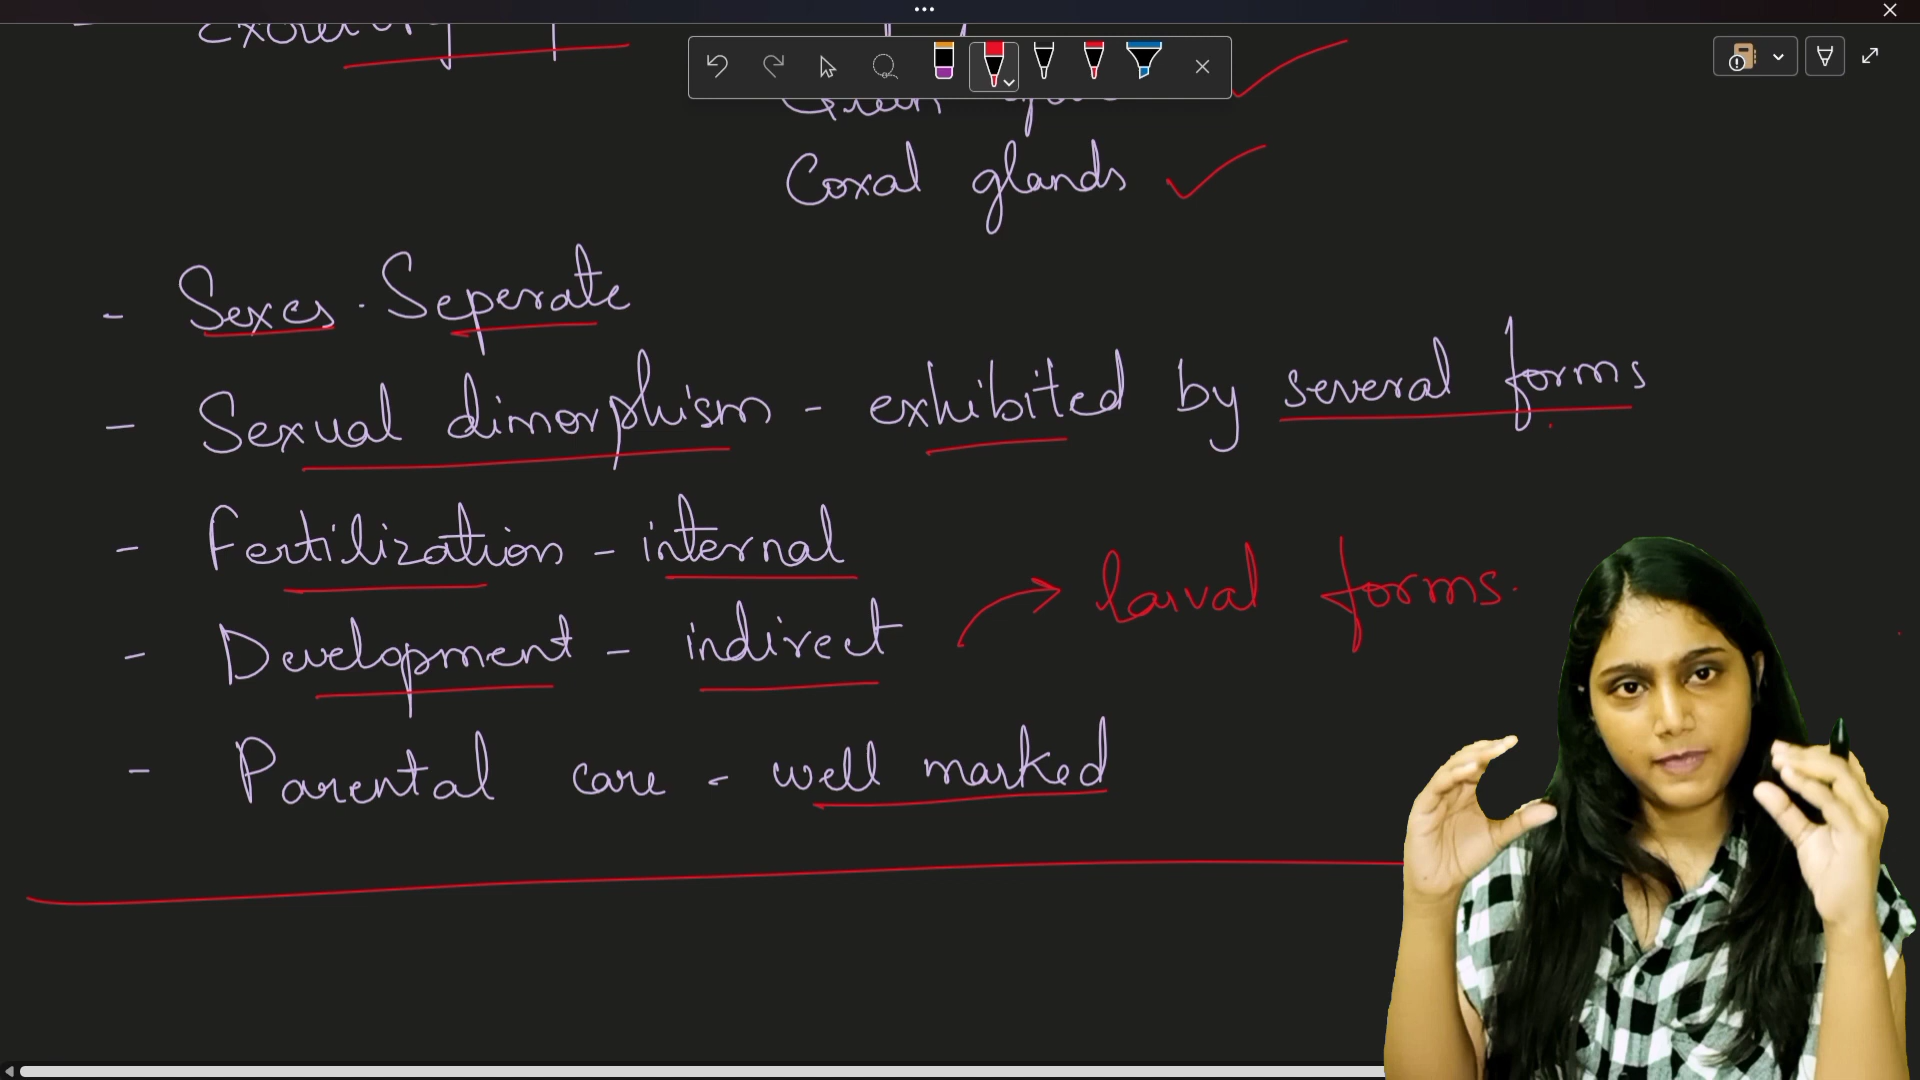 Coxal glands
- Sexes - Seperate
- Sexual dimorphism - exhibited by several forms
- Fertilization - internal
larval forms.
- Development - indirect
- Parental care - well marked